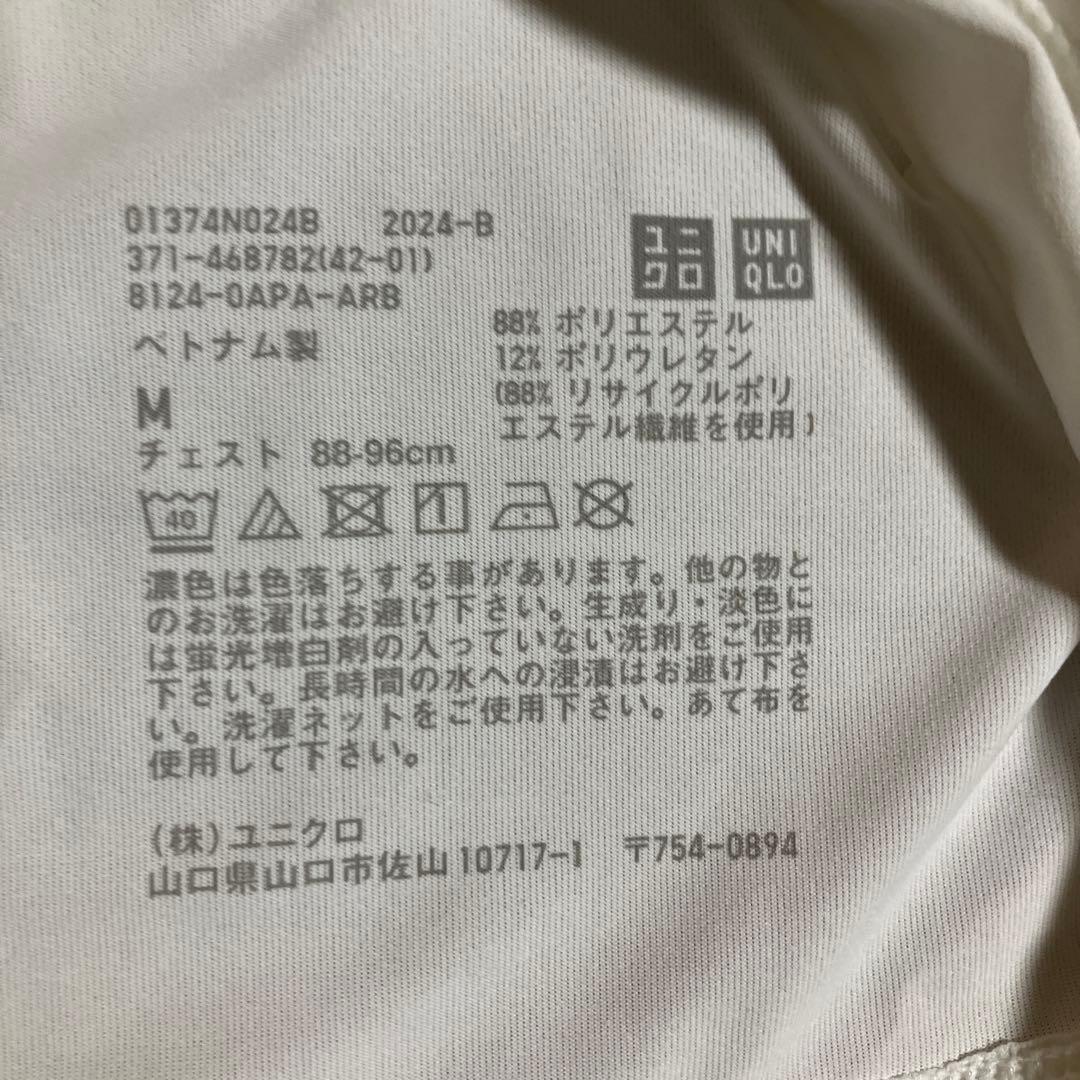 01374N024B 2024-B
371-468782(42-01)
8124-0APA-ARB
ベトナム製
M
チェスト 88-96cm
ユニ
クロ
UNI
QLO
88% ポリエステル
12% ポリウレタン
(88% リサイクルポリ
エステル繊維を使用)
40
1
濃色は色落ちする事があります。他の物と
のお洗濯はお避け下さい。生成り・淡色に
は蛍光増白剤の入っていない洗剤をご使用
下さい。長時間の水への浸漬はお避け下さ
い。洗濯ネットをご使用下さい。あて布を
使用して下さい。
(株)ユニクロ
山口県山口市佐山10717-1 〒754-0894